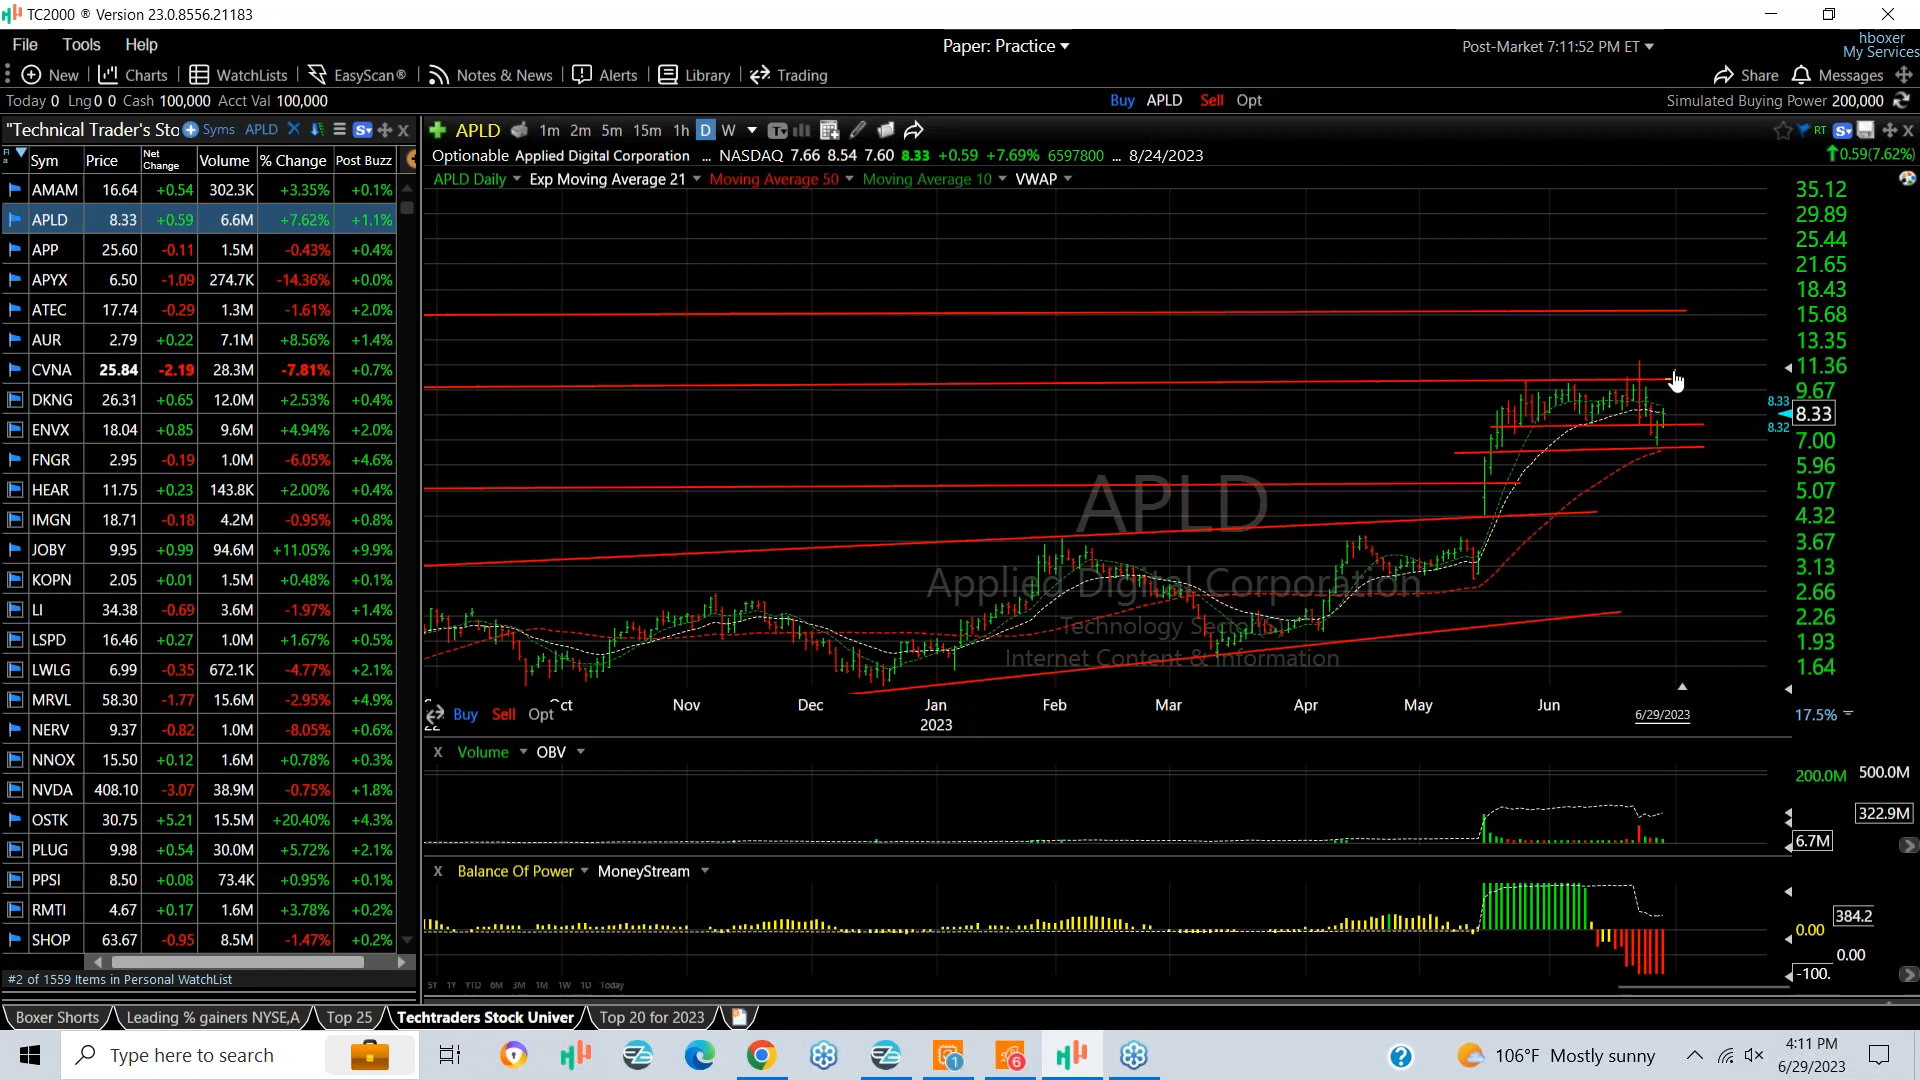 TC2000 ® Version 23.0.8556.21183
File Tools Help
Paper: Practice
Post-Market 7:11:52 PM ET
hboxer
My Services
New Charts WatchLists EasyScan® Notes & News Alerts Library Trading
Share Messages
Today 0 Lng 0 0 Cash 100,000 Acct Val 100,000
Buy APLD Sell Opt
Simulated Buying Power 200,000
"Technical Trader's Sto Syms APLD
APLD 1m 2m 5m 15m 1h D W
RT
Optionable Applied Digital Corporation ... NASDAQ 7.66 8.54 7.60 8.33 +0.59 +7.69% 6597800 ... 8/24/2023
0.59(7.62%)
APLD Daily Exp Moving Average 21 Moving Average 50 Moving Average 10 VWAP
Sym Price Net Change Volume % Change Post Buzz
AMAM 16.64 +0.54 302.3K +3.35% +0.1%
APLD 8.33 +0.59 6.6M +7.62% +1.1%
APP 25.60 -0.11 1.5M -0.43% +0.4%
APYX 6.50 -1.09 274.7K -14.36% +0.0%
ATEC 17.74 -0.29 1.3M -1.61% +2.0%
AUR 2.79 +0.22 7.1M +8.56% +1.4%
CVNA 25.84 -2.19 28.3M -7.81% +0.7%
DKNG 26.31 +0.65 12.0M +2.53% +0.4%
ENVX 18.04 +0.85 9.6M +4.94% +2.0%
FNGR 2.95 -0.19 1.0M -6.05% +4.6%
HEAR 11.75 +0.23 143.8K +2.00% +0.4%
IMGN 18.71 -0.18 4.2M -0.95% +0.8%
JOBY 9.95 +0.99 94.6M +11.05% +9.9%
KOPN 2.05 +0.01 1.5M +0.48% +0.1%
LI 34.38 -0.69 3.6M -1.97% +1.4%
LSPD 16.46 +0.27 1.0M +1.67% +0.5%
LWLG 6.99 -0.35 672.1K -4.77% +2.1%
MRVL 58.30 -1.77 15.6M -2.95% +4.9%
NERV 9.37 -0.82 1.0M -8.05% +0.6%
NNOX 15.50 +0.12 1.6M +0.78% +0.3%
NVDA 408.10 -3.07 38.9M -0.75% +1.8%
OSTK 30.75 +5.21 15.5M +20.40% +4.3%
PLUG 9.98 +0.54 30.0M +5.72% +2.1%
PPSI 8.50 +0.08 73.4K +0.95% +0.1%
RMTI 4.67 +0.17 1.6M +3.78% +0.2%
SHOP 63.67 -0.95 8.5M -1.47% +0.2%
#2 of 1559 Items in Personal WatchList
35.12
29.89
25.44
21.65
18.43
15.68
13.35
11.36
9.67
8.33
8.33
8.32
7.00
5.96
5.07
4.32
3.67
3.13
2.66
2.26
1.93
1.64
17.5%
APLD
Applied Digital Corporation
Technology Sector
Internet Content & Information
Nov Dec Jan Feb Mar Apr May Jun
22 2023 6/29/2023
Buy Sell Opt
X Volume OBV
200.0M 500.0M
322.9M
6.7M
X Balance Of Power MoneyStream
384.2
0.00
0.00
-100.
5Y 1Y YTD 6M 3M 1M 1W 1D Today
Boxer Shorts Leading % gainers NYSE,A Top 25 Techtraders Stock Univer Top 20 for 2023
Type here to search
1
6
106°F Mostly sunny
4:11 PM
6/29/2023